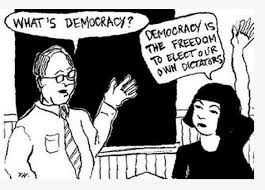 WHAT'S DEMOCRACY?
DEMOCRACY IS
THE FREEDOM
TO ELECT OUR
OWN DICTATORS